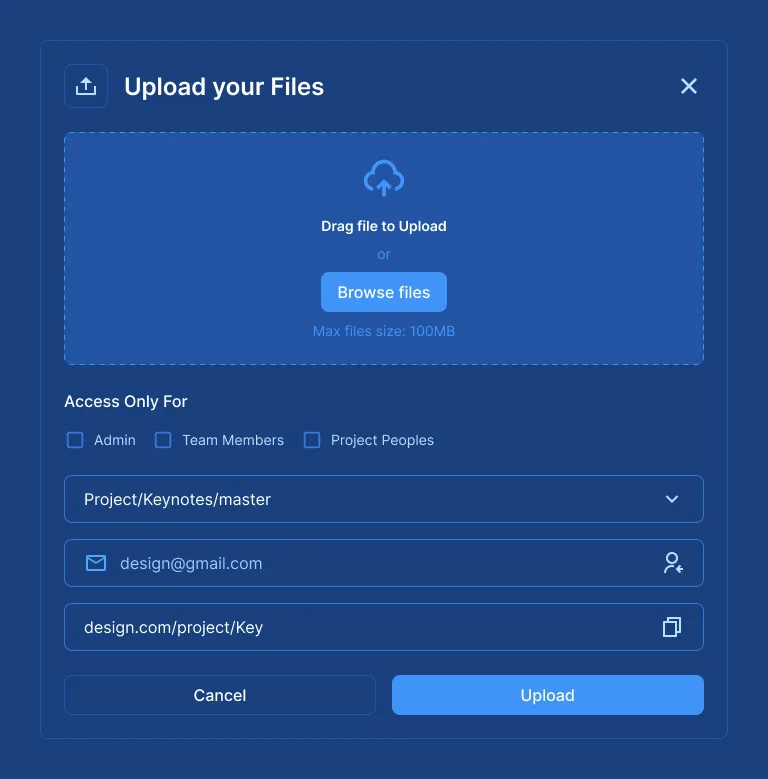 Upload your Files
Drag file to Upload
or
Browse files
Max files size: 100MB
Access Only For
Admin Team Members Project Peoples
Project/Keynotes/master
design@gmail.com
design.com/project/Key
Cancel Upload